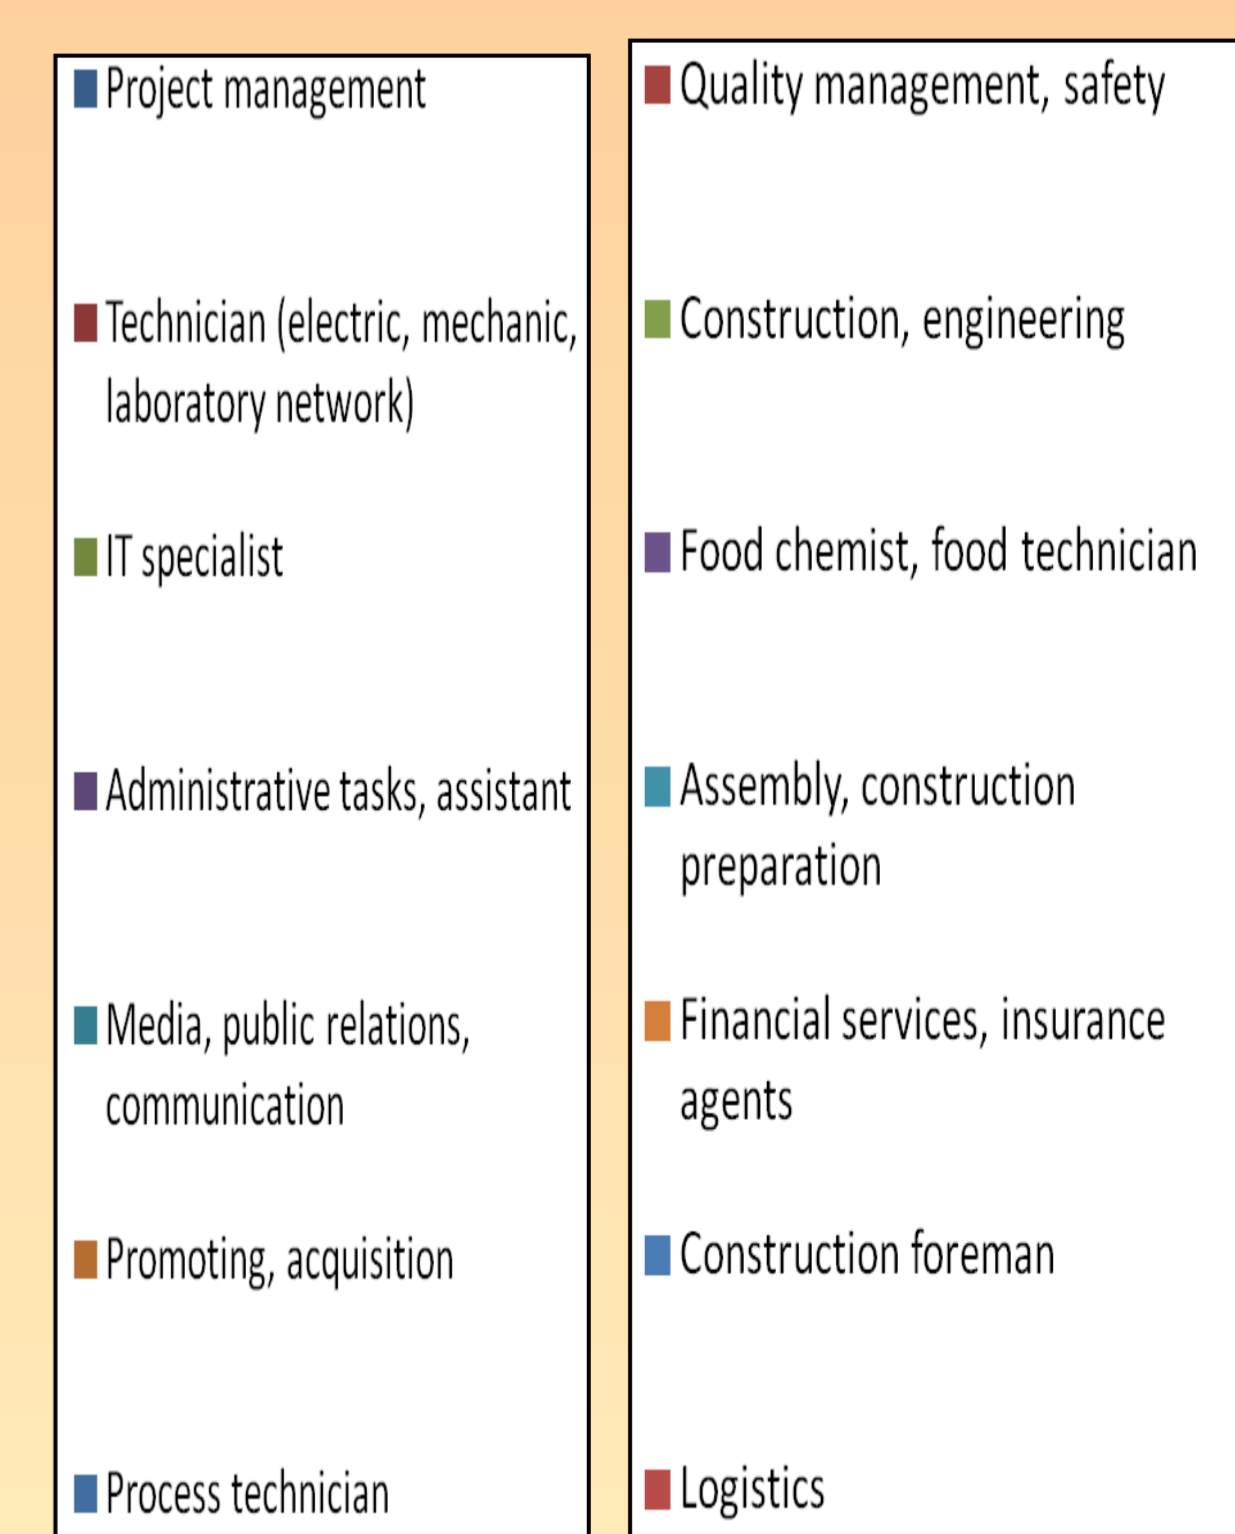 Project management
Technician (electric, mechanic,
laboratory network)
IT specialist
Administrative tasks, assistant
Media, public relations,
communication
Promoting, acquisition
Process technician
Quality management, safety
Construction, engineering
Food chemist, food technician
Assembly, construction
preparation
Financial services, insurance
agents
Construction foreman
Logistics